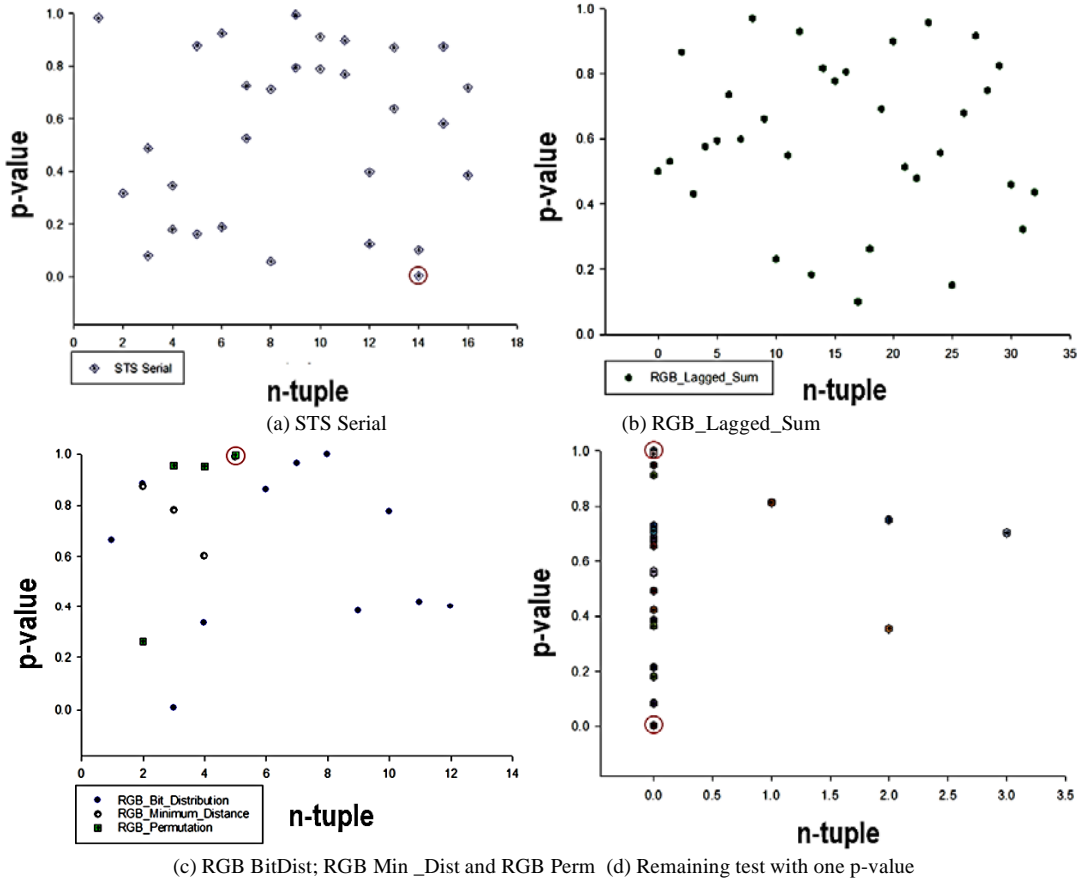 1.0
0.8
0.6
0.4
0.2
0.0
p-value
0 2 4 6 8 10 12 14 16 18
STS Serial
n-tuple
(a) STS Serial
1.0
0.8
0.6
0.4
0.2
0.0
p-value
0 5 10 15 20 25 30 35
RGB_Lagged_Sum
n-tuple
(b) RGB_Lagged_Sum
1.0
0.8
0.6
0.4
0.2
0.0
p-value
0 2 4 6 8 10 12 14
RGB_Bit_Distribution
RGB_Minimum_Distance
RGB_Permutation
n-tuple
(c) RGB BitDist; RGB Min _Dist and RGB Perm
1.0
0.8
0.6
0.4
0.2
0.0
p-value
0.0 0.5 1.0 1.5 2.0 2.5 3.0 3.5
n-tuple
(d) Remaining test with one p-value